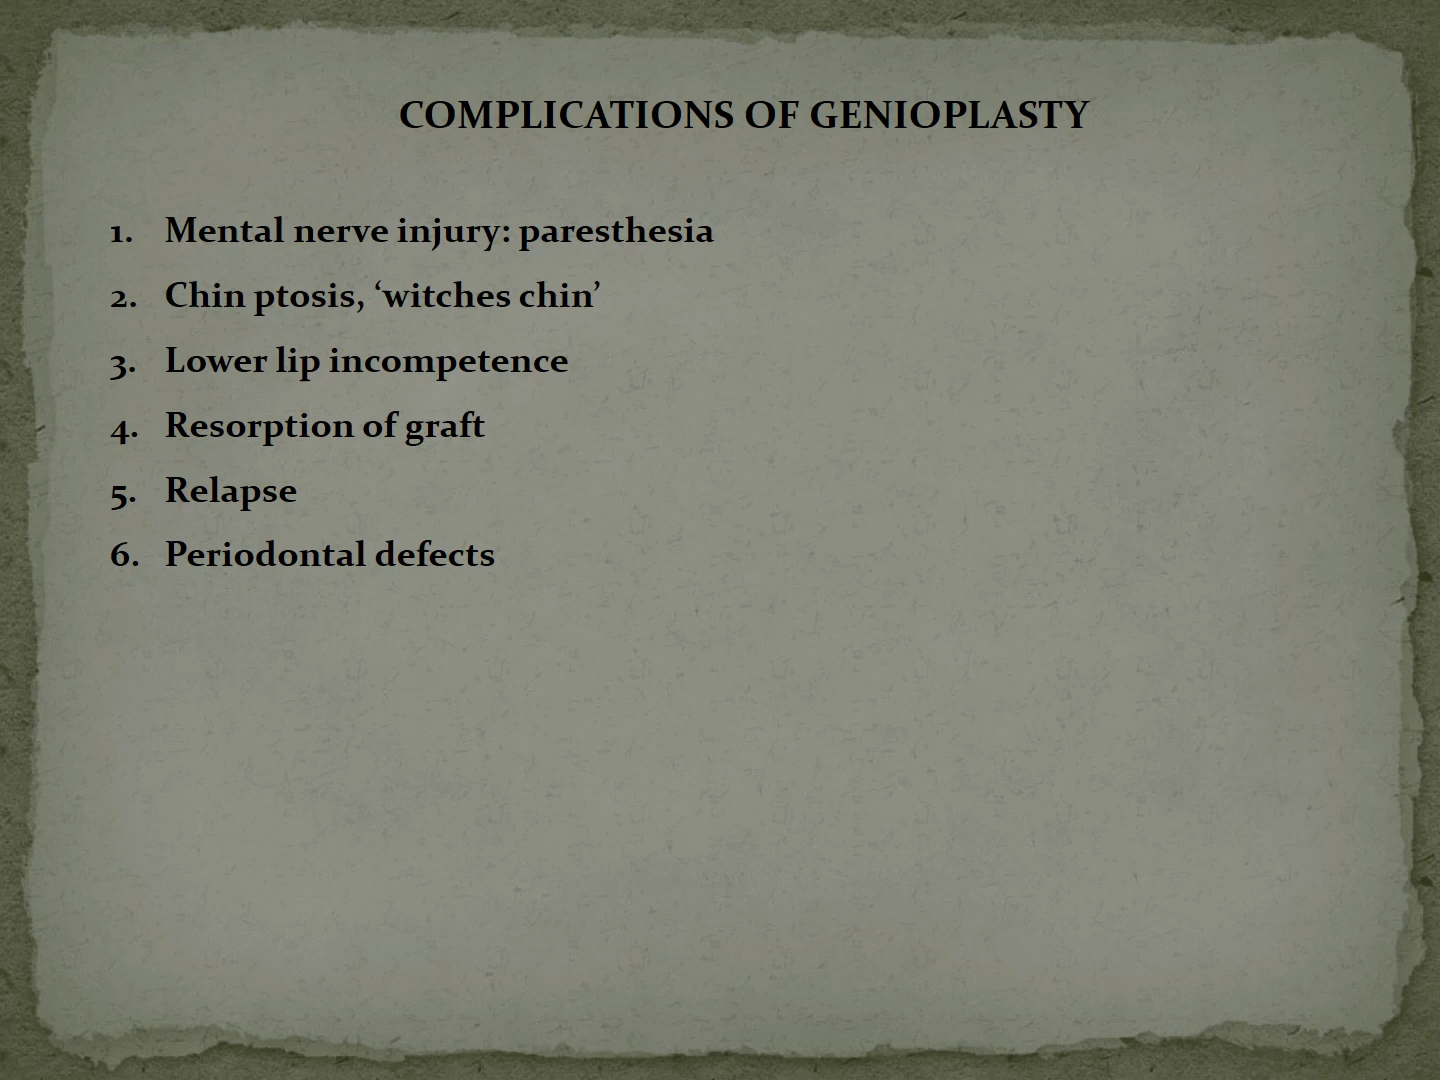 COMPLICATIONS OF GENIOPLASTY
1. Mental nerve injury: paresthesia
2. Chin ptosis, ‘witches chin’
3. Lower lip incompetence
4. Resorption of graft
5. Relapse
6. Periodontal defects